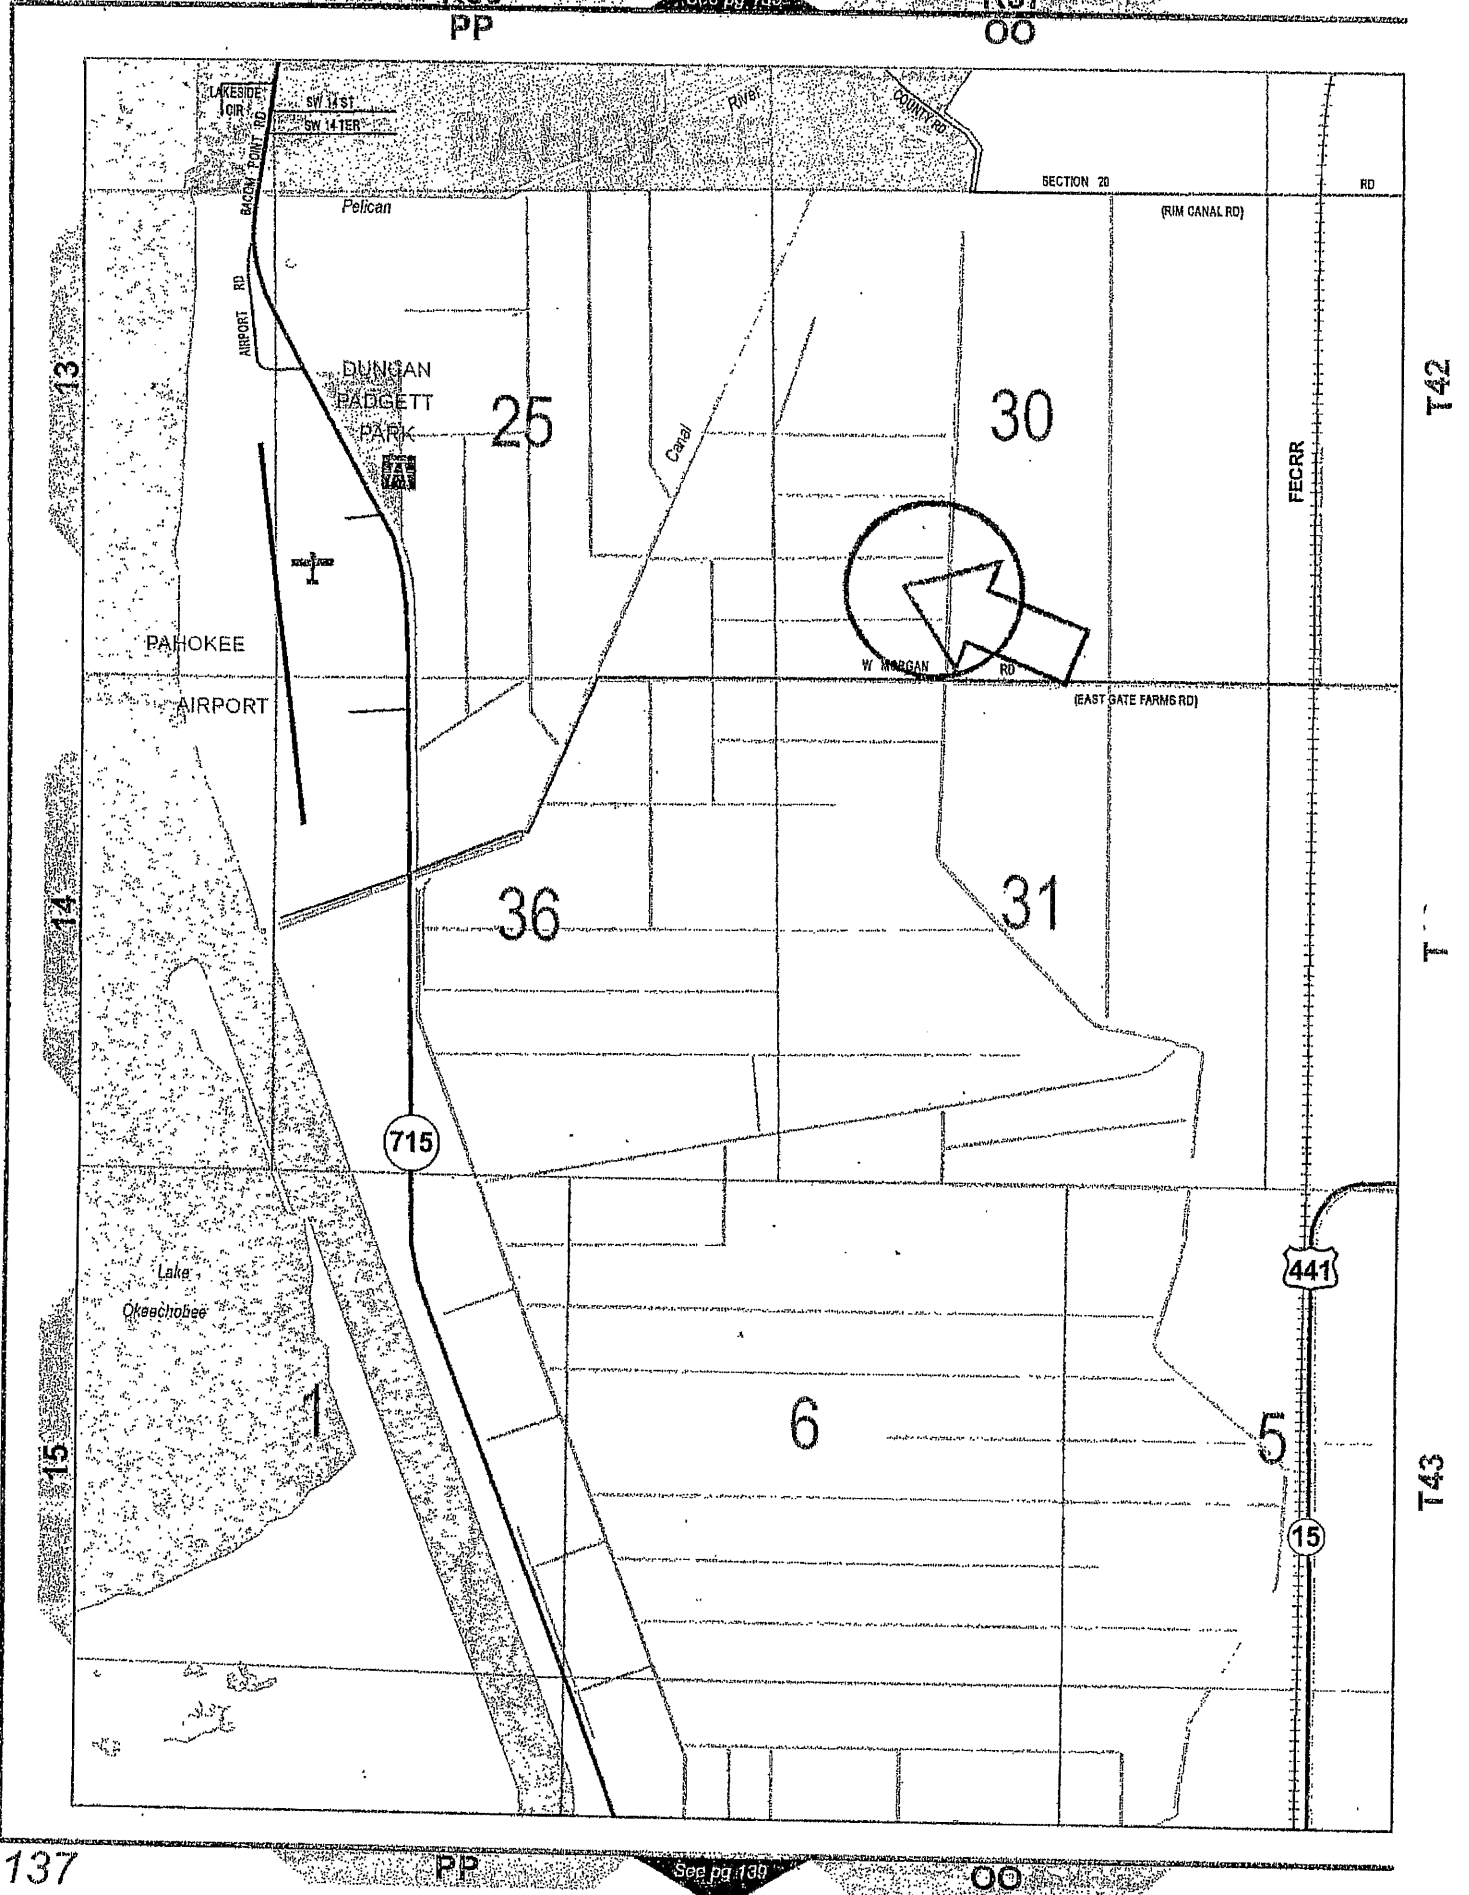 PP
OO
LAKESIDE
CIR
SW 14 ST
SW 14 TER
BACOM POINT RD
River
COUNTY RD
SECTION 20
RD
(RIM CANAL RD)
Pelican
AIRPORT RD
13
T42
DUNCAN
PADGETT
PARK
25
Canal
30
FECRR
PAHOKEE
AIRPORT
W MORGAN
RD
(EAST GATE FARMS RD)
14
36
31
T
715
Lake
Okeechobee
441
1
6
5
15
T43
15
137
PP
See pg 139
OO